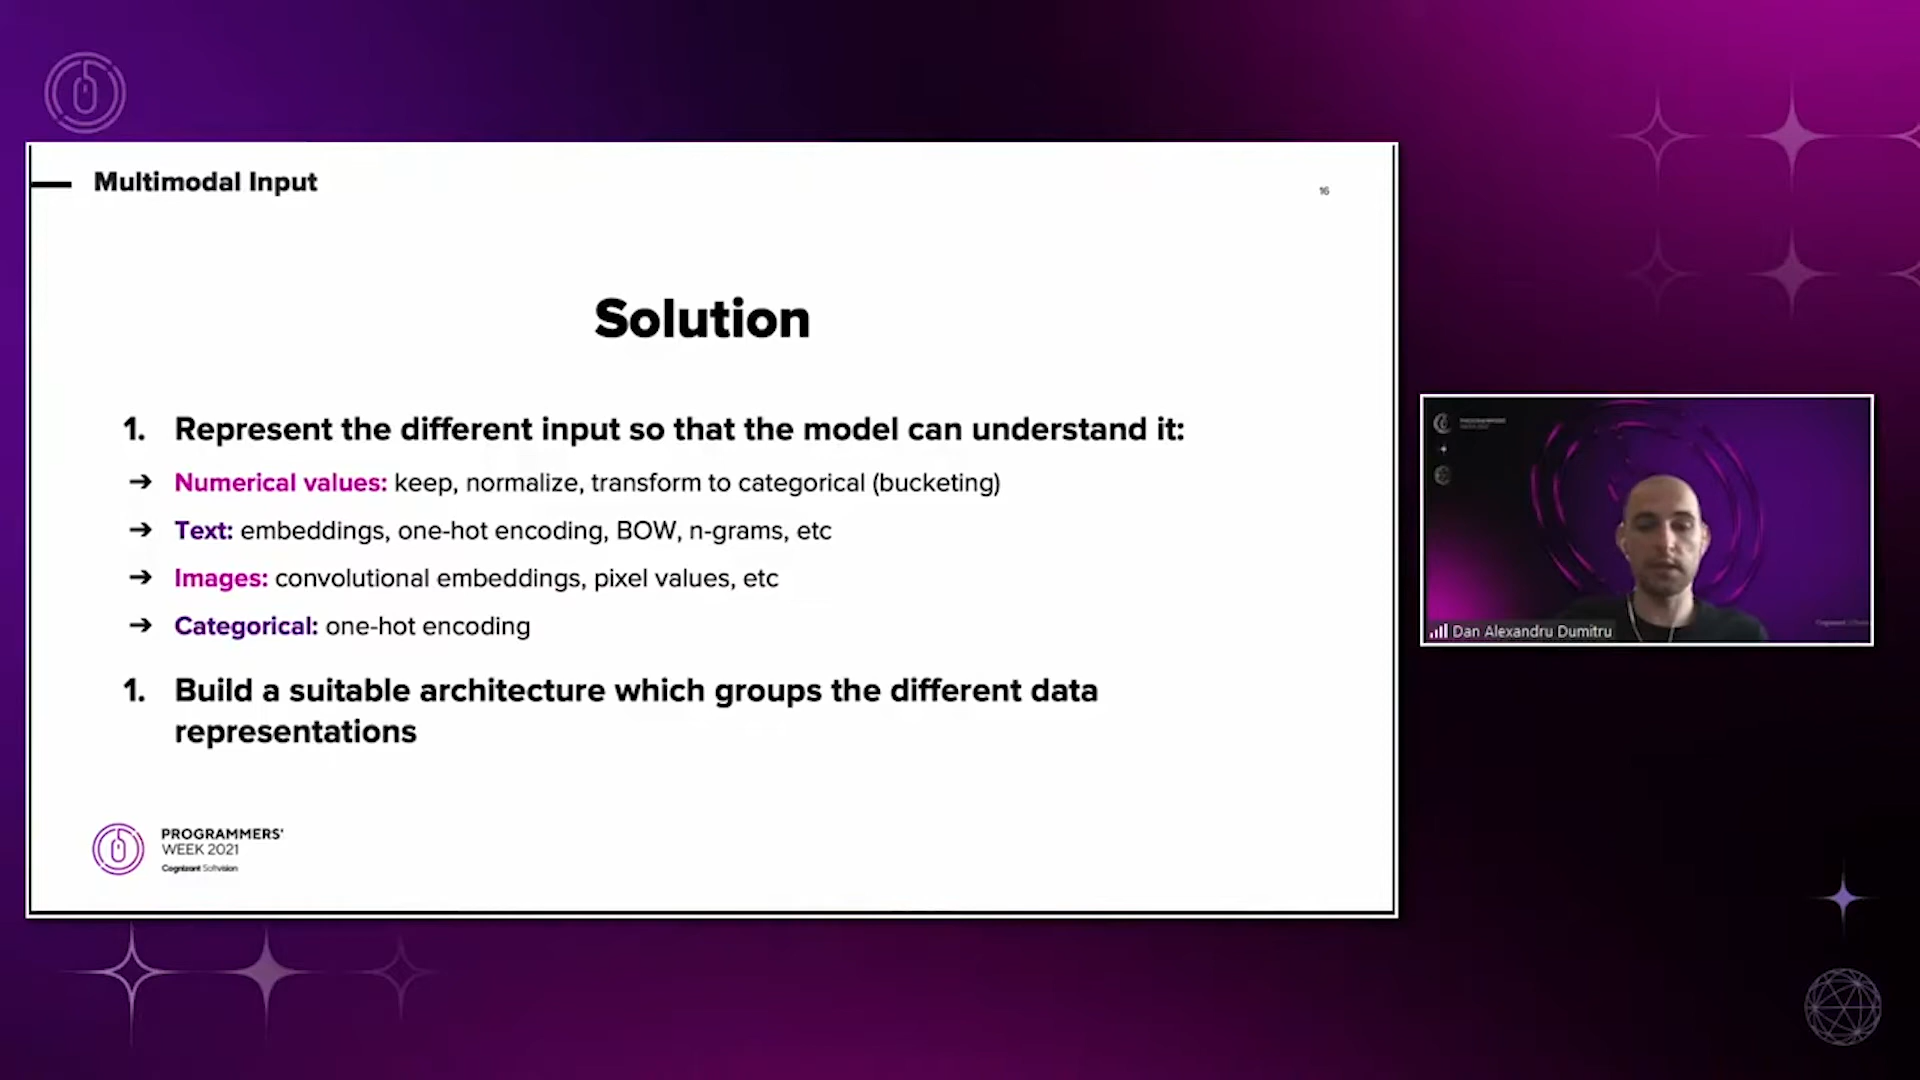 Multimodal Input
16
Solution
1. Represent the different input so that the model can understand it:
➔ Numerical values: keep, normalize, transform to categorical (bucketing)
➔ Text: embeddings, one-hot encoding, BOW, n-grams, etc
➔ Images: convolutional embeddings, pixel values, etc
➔ Categorical: one-hot encoding
1. Build a suitable architecture which groups the different data
representations
PROGRAMMERS'
WEEK 2021
Cognizant Softvision
Dan Alexandru Dumitru